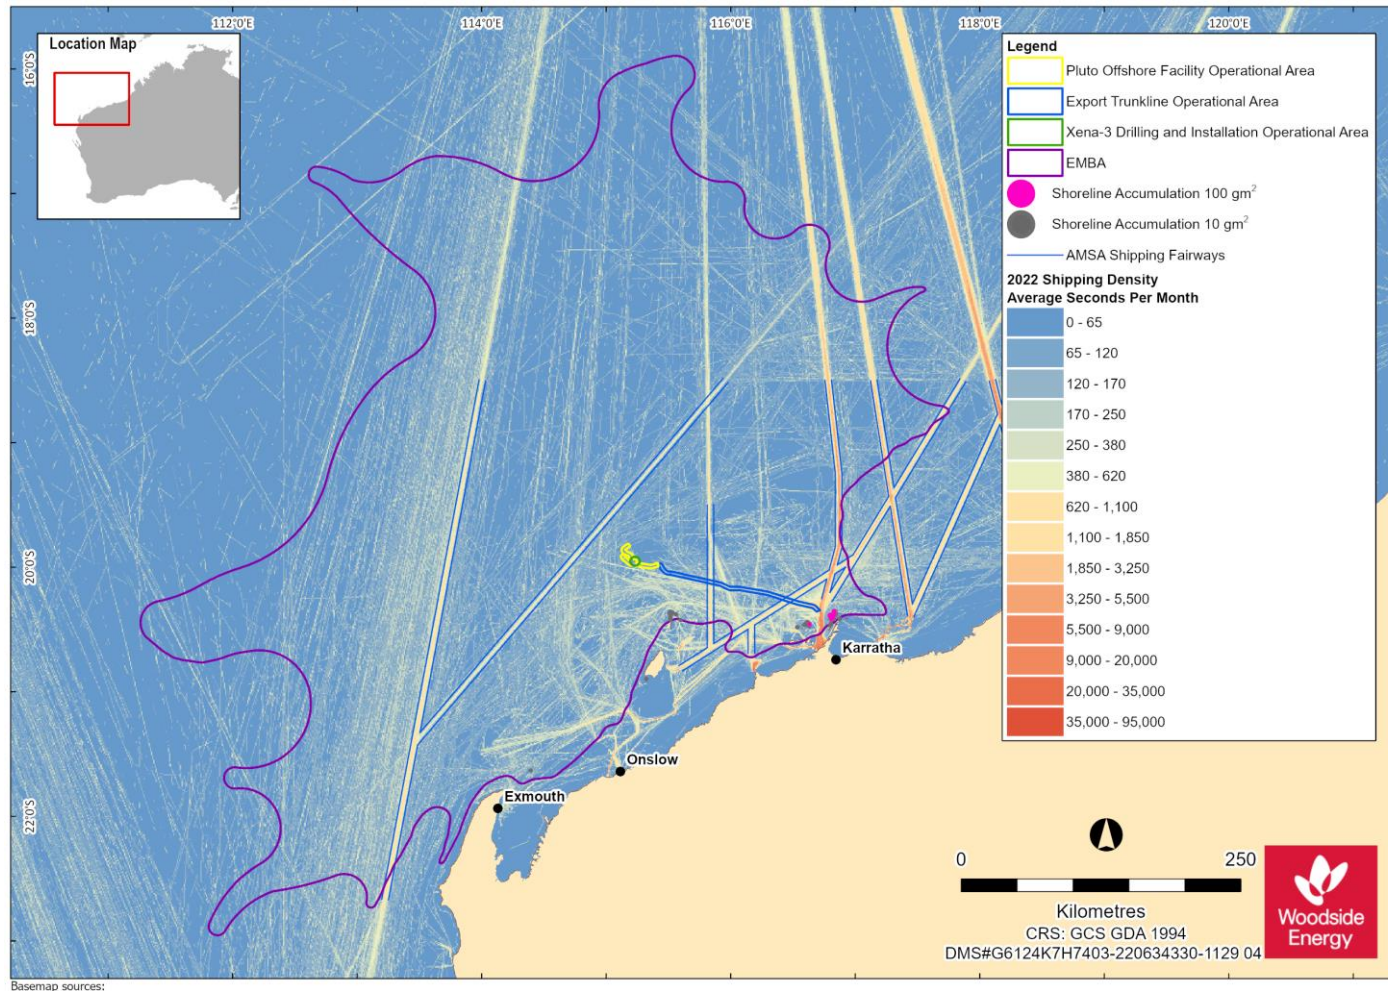 112°0'E 114°0'E 116°0'E 118°0'E 120°0'E
16°0'S
18°0'S
20°0'S
22°0'S
Location Map
Legend
Pluto Offshore Facility Operational Area
Export Trunkline Operational Area
Xena-3 Drilling and Installation Operational Area
EMBA
Shoreline Accumulation 100 gm²
Shoreline Accumulation 10 gm²
AMSA Shipping Fairways
2022 Shipping Density
Average Seconds Per Month
0 - 65
65 - 120
120 - 170
170 - 250
250 - 380
380 - 620
620 - 1,100
1,100 - 1,850
1,850 - 3,250
3,250 - 5,500
5,500 - 9,000
9,000 - 20,000
20,000 - 35,000
35,000 - 95,000
Karratha
Onslow
Exmouth
0 250
Kilometres
CRS: GCS GDA 1994
DMS#G6124K7H7403-220634330-1129 04
Woodside
Energy
Basemap sources: